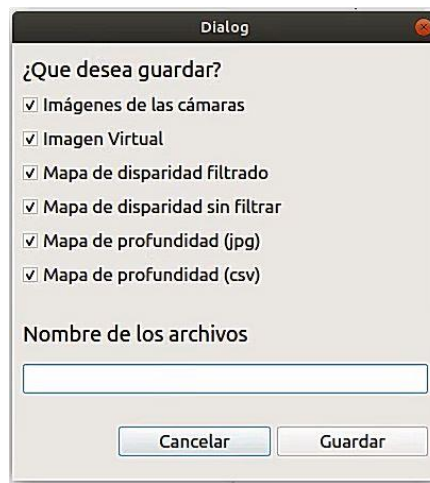 Dialog
¿Que desea guardar?
Imágenes de las cámaras
Imagen Virtual
Mapa de disparidad filtrado
Mapa de disparidad sin filtrar
Mapa de profundidad (jpg)
Mapa de profundidad (csv)
Nombre de los archivos
Cancelar Guardar